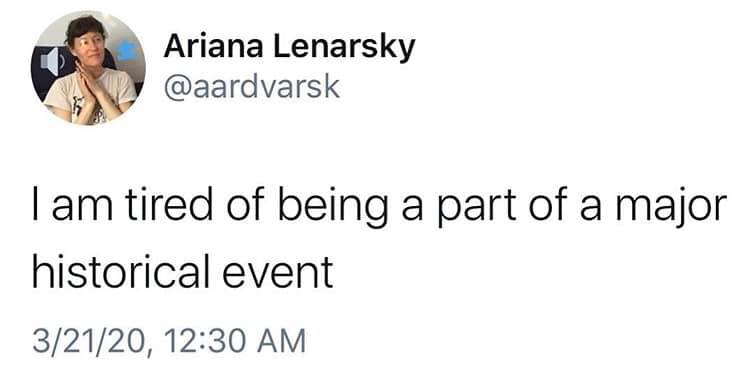 Ariana Lenarsky
@aardvarsk
I am tired of being a part of a major
historical event
3/21/20, 12:30 AM